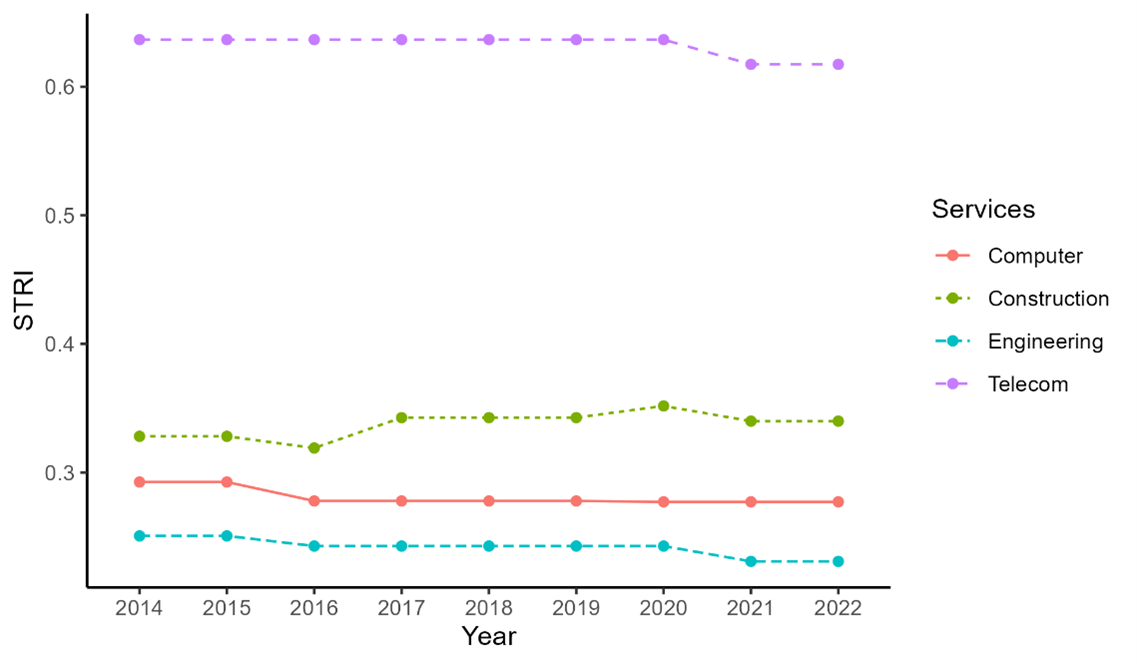 STRI
0.6
0.5
0.4
0.3
2014 2015 2016 2017 2018 2019 2020 2021 2022
Year
Services
Computer
Construction
Engineering
Telecom